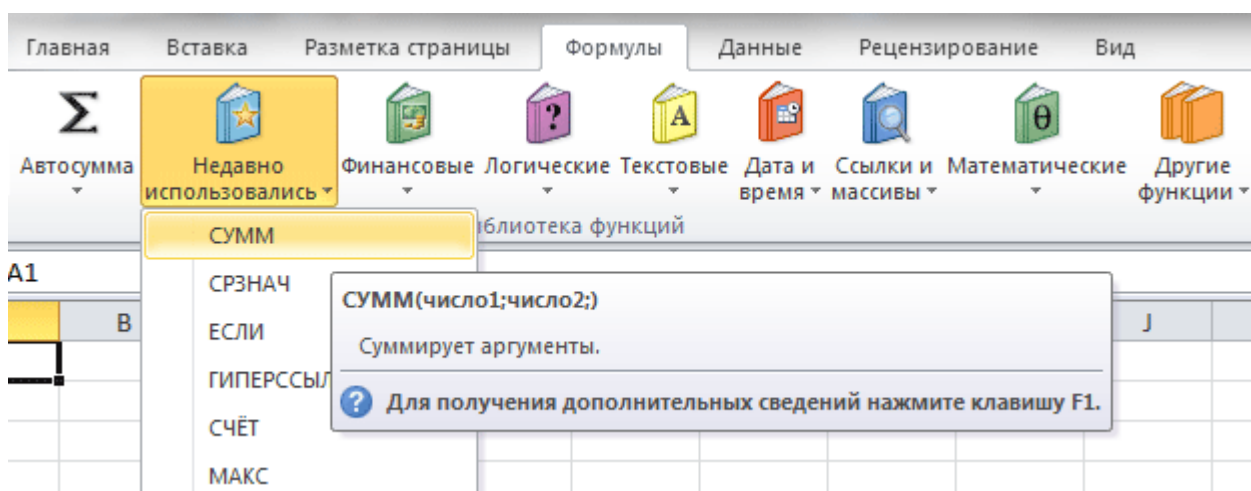 Главная Вставка Разметка страницы Формулы Данные Рецензирование Вид
Σ ? A θ
Автосумма Недавно использовались Финансовые Логические Текстовые Дата и время Ссылки и массивы Математические Другие функции
блиотека функций
СУММ
A1
СРЗНАЧ
СУММ(число1;число2;)
B J
ЕСЛИ
Суммирует аргументы.
ГИПЕРССЫЛ
? Для получения дополнительных сведений нажмите клавишу F1.
СЧЁТ
МАКС